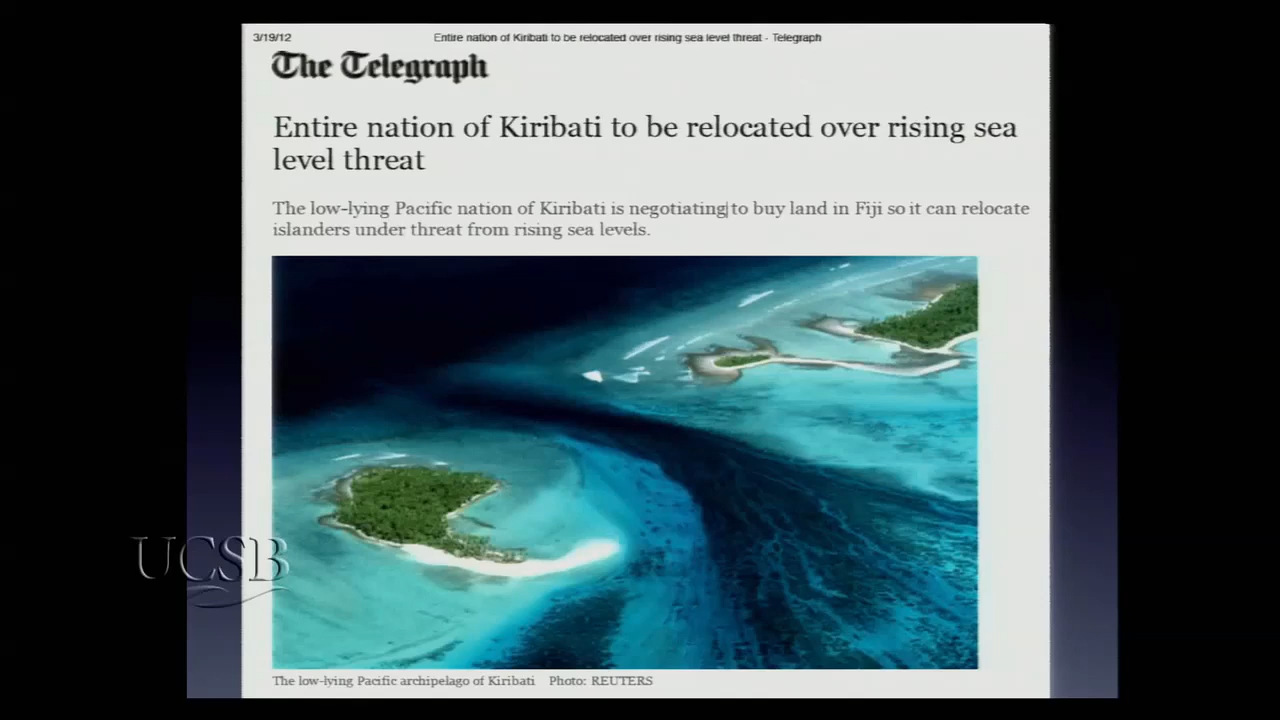 3/19/12 Entire nation of Kiribati to be relocated over rising sea level threat - Telegraph
The Telegraph
Entire nation of Kiribati to be relocated over rising sea
level threat
The low-lying Pacific nation of Kiribati is negotiating to buy land in Fiji so it can relocate
islanders under threat from rising sea levels.
UCSB
The low-lying Pacific archipelago of Kiribati Photo: REUTERS